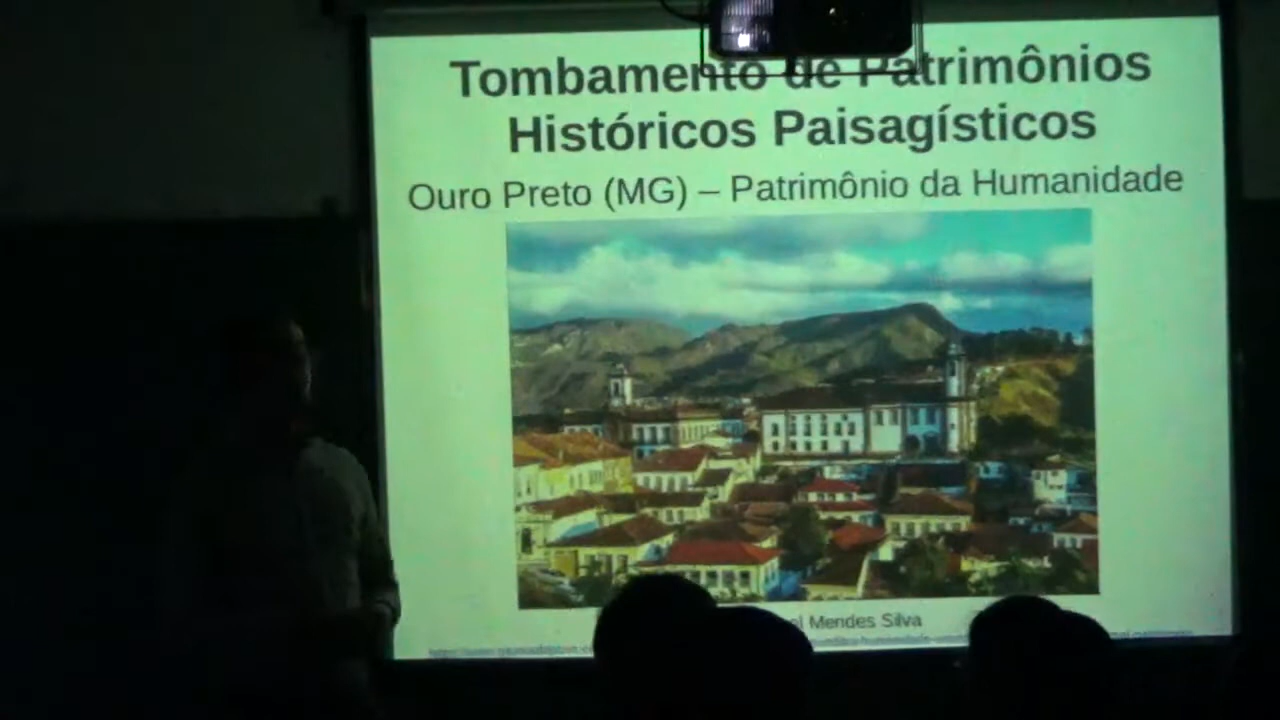 Tombamento de Patrimônios
Históricos Paisagísticos
Ouro Preto (MG) – Patrimônio da Humanidade
Mendes Silva